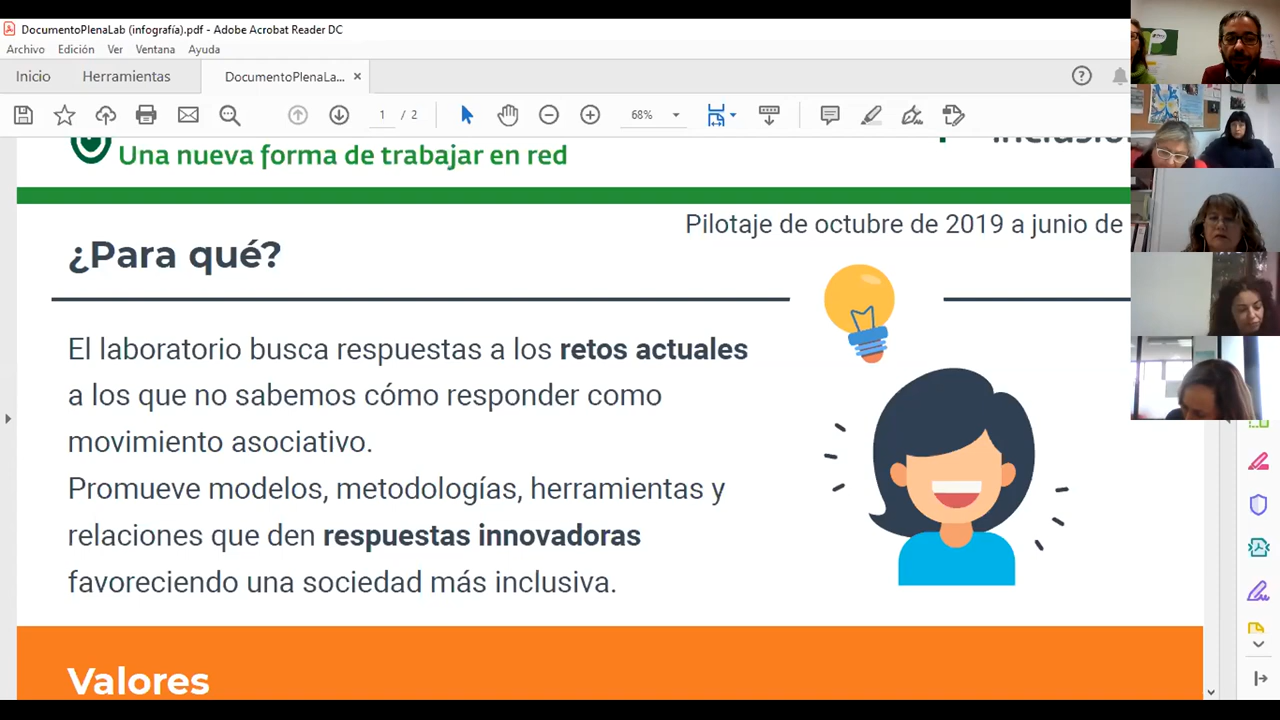 DocumentoPlenaLab (infografía).pdf - Adobe Acrobat Reader DC
Archivo Edición Ver Ventana Ayuda
Inicio Herramientas DocumentoPlenaLa... ×
1 / 2 68%
Una nueva forma de trabajar en red
inclusión
Pilotaje de octubre de 2019 a junio de
¿Para qué?
El laboratorio busca respuestas a los retos actuales
a los que no sabemos cómo responder como
movimiento asociativo.
Promueve modelos, metodologías, herramientas y
relaciones que den respuestas innovadoras
favoreciendo una sociedad más inclusiva.
Valores